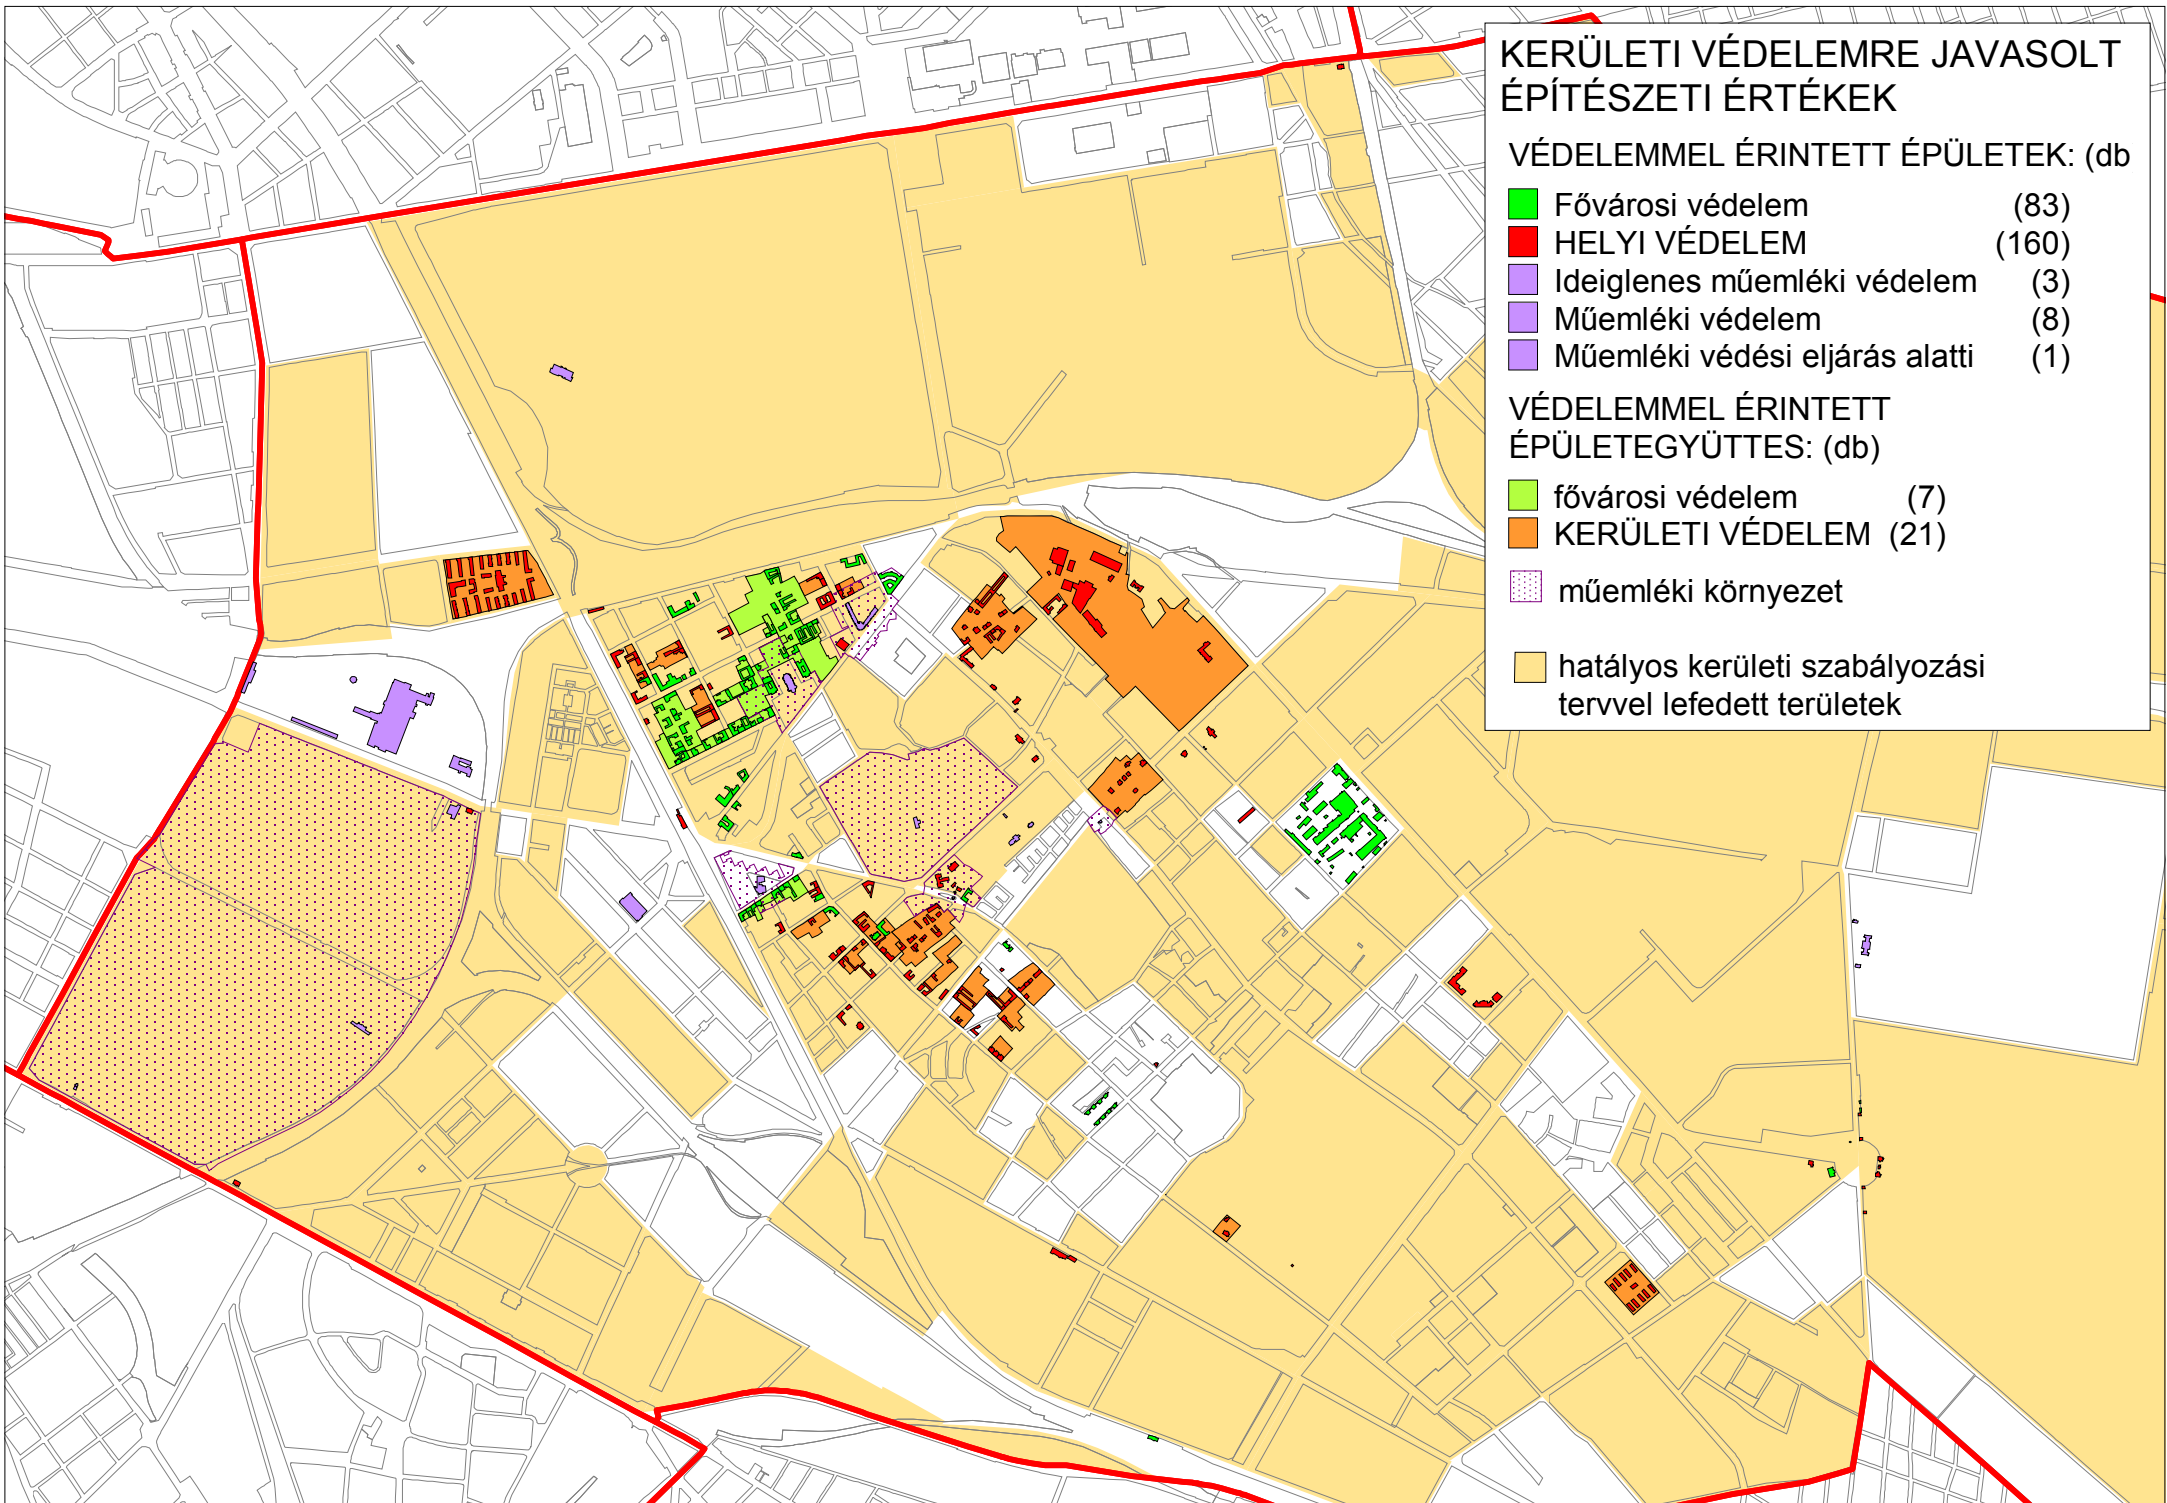 KERÜLETI VÉDELEMRE JAVASOLT
ÉPÍTÉSZETI ÉRTÉKEK
VÉDELEMMEL ÉRINTETT ÉPÜLETEK: (db
Fővárosi védelem (83)
HELYI VÉDELEM (160)
Ideiglenes műemléki védelem (3)
Műemléki védelem (8)
Műemléki védési eljárás alatti (1)
VÉDELEMMEL ÉRINTETT
ÉPÜLETEGYÜTTES: (db)
fővárosi védelem (7)
KERÜLETI VÉDELEM (21)
műemléki környezet
hatályos kerületi szabályozási
tervvel lefedett területek